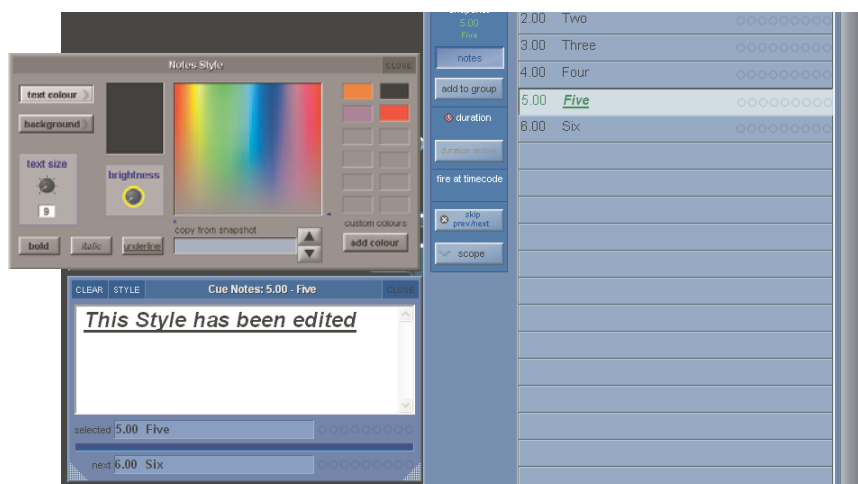 Notes Style
CLOSE
text colour
background
text size
9
brightness
bold
italic
underline
copy from snapshot
custom colours
add colour
CLEAR STYLE Cue Notes: 5.00 - Five CLOSE
This Style has been edited
selected 5.00 Five
next 6.00 Six
5.00
Five
notes
add to group
duration
duration active
fire at timecode
skip
prev/next
scope
2.00 Two
3.00 Three
4.00 Four
5.00 Five
6.00 Six